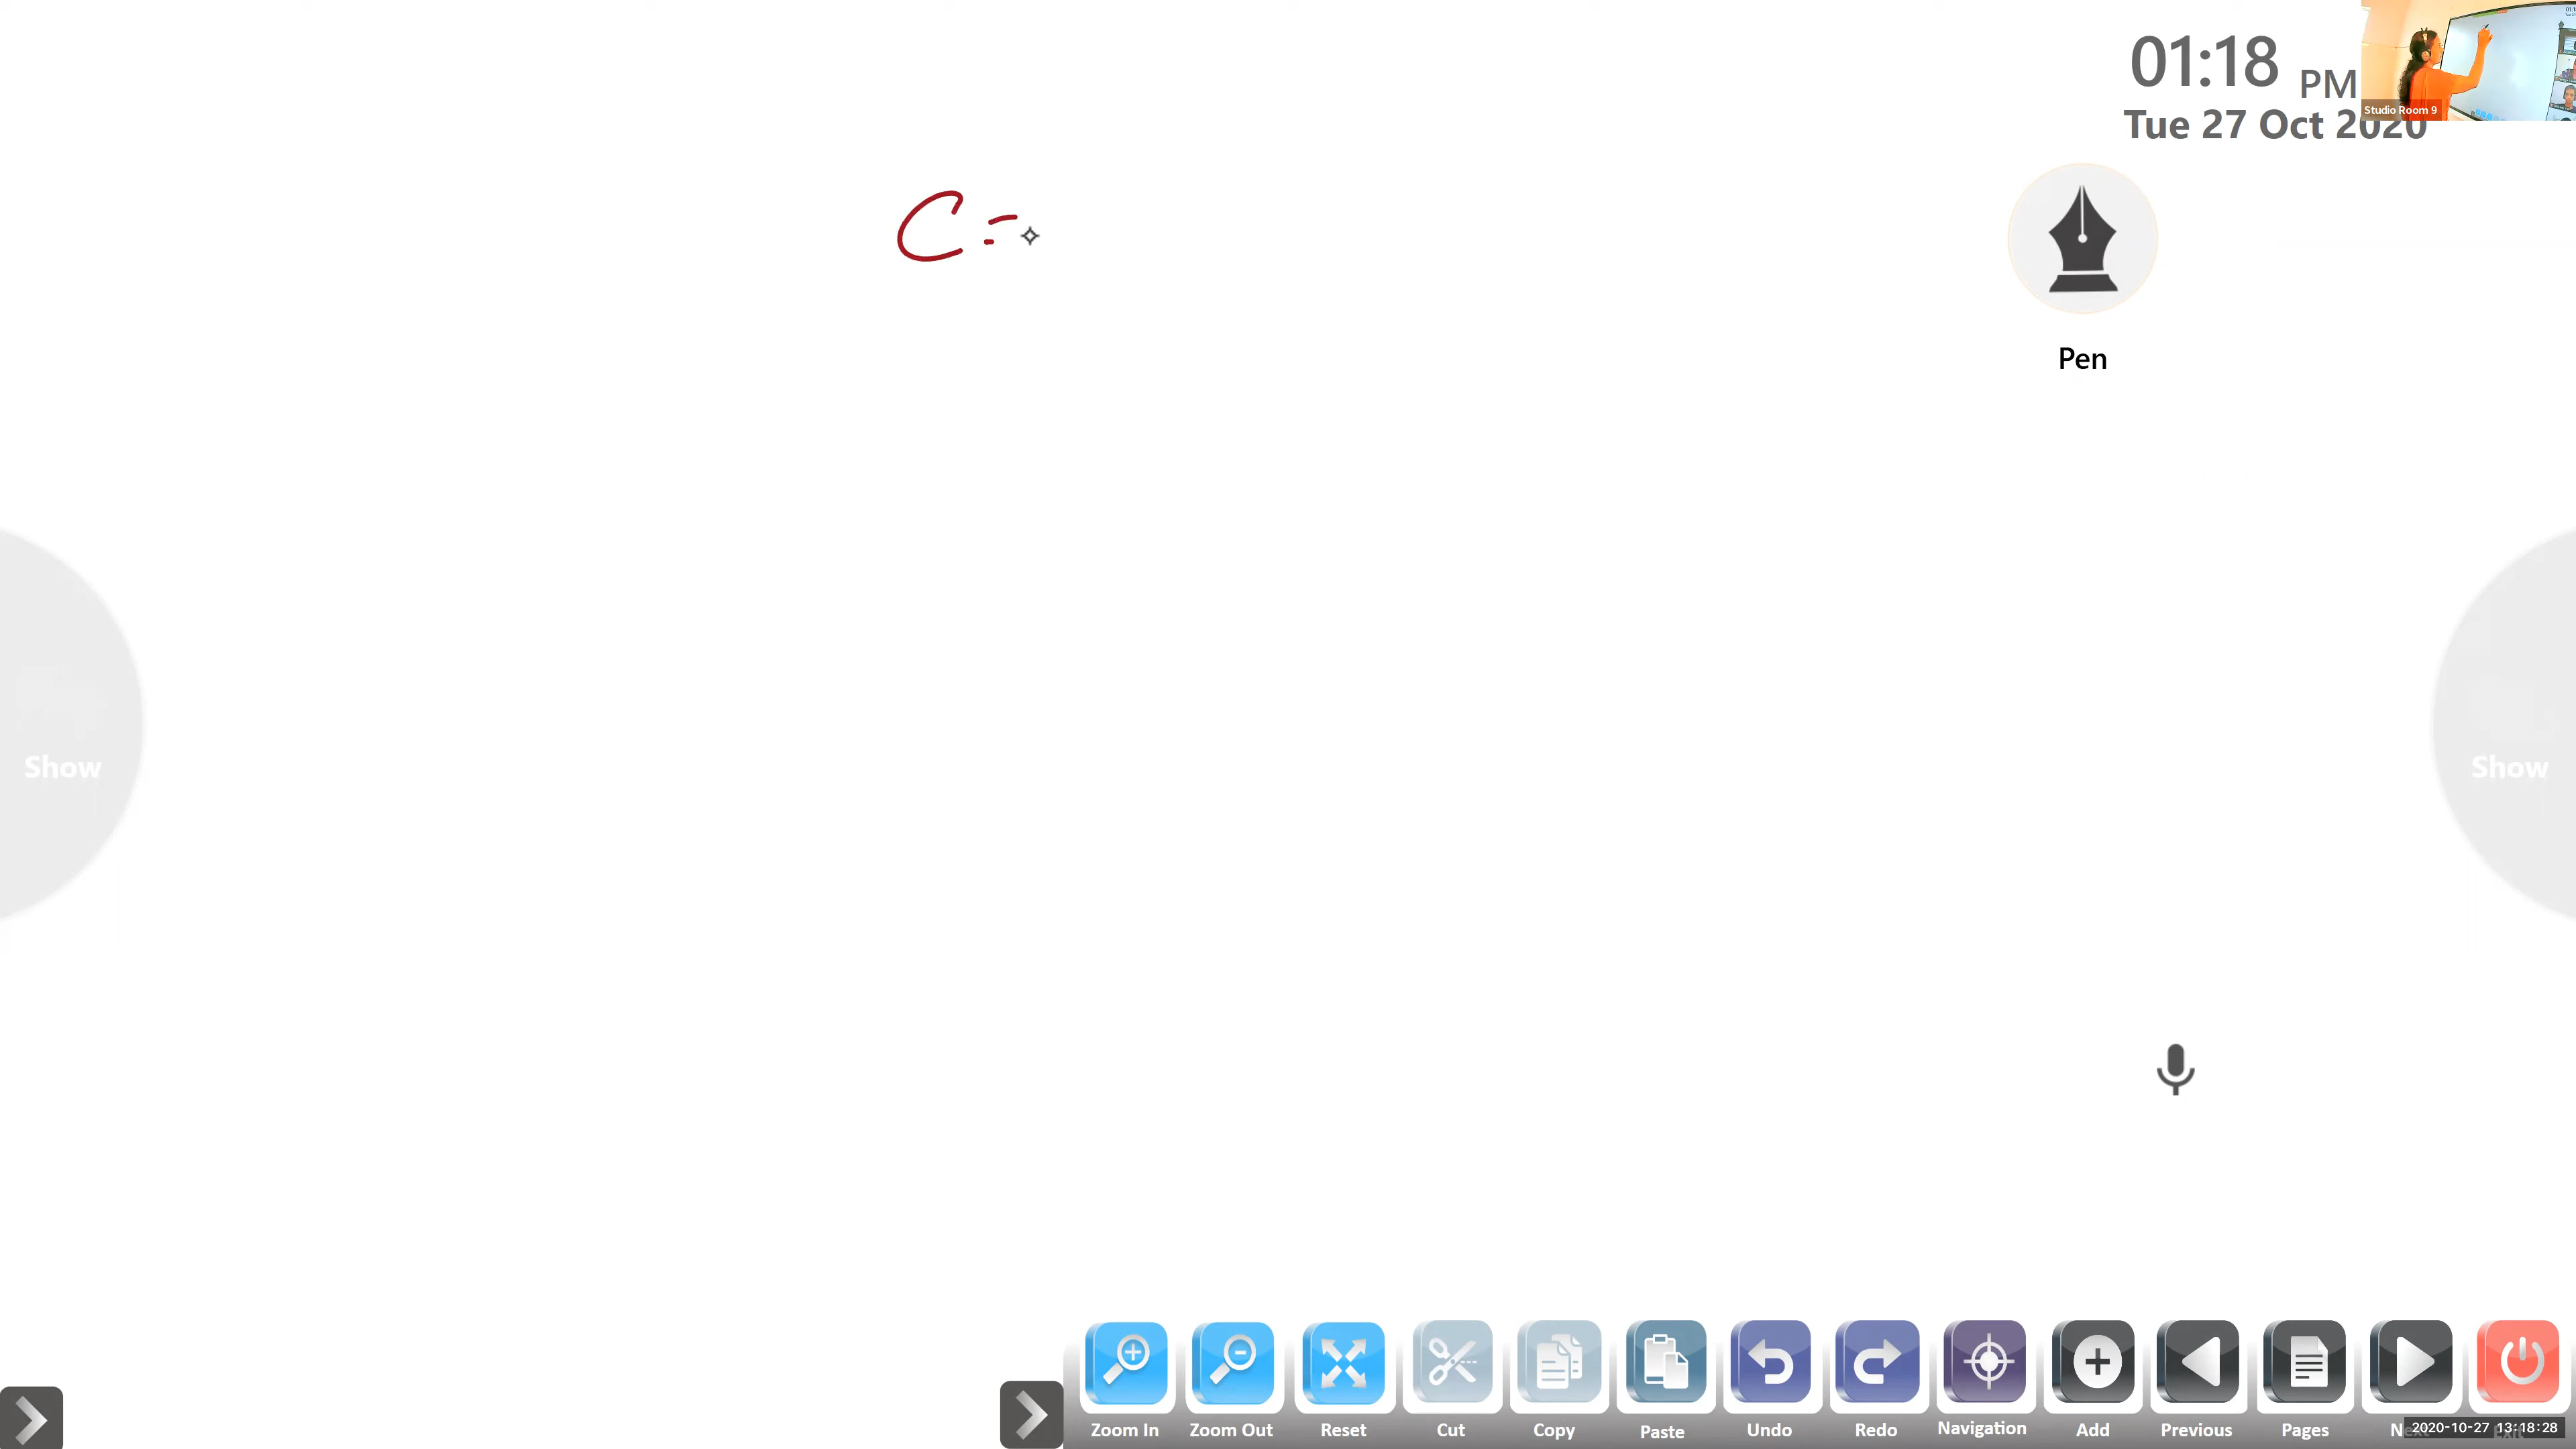 01:18 PM
Studio Room 9
Tue 27 Oct 2020
C =
Pen
Show
Show
Zoom In Zoom Out Reset Cut Copy Paste Undo Redo Navigation Add Previous Pages
2020-10-27 13:18:28